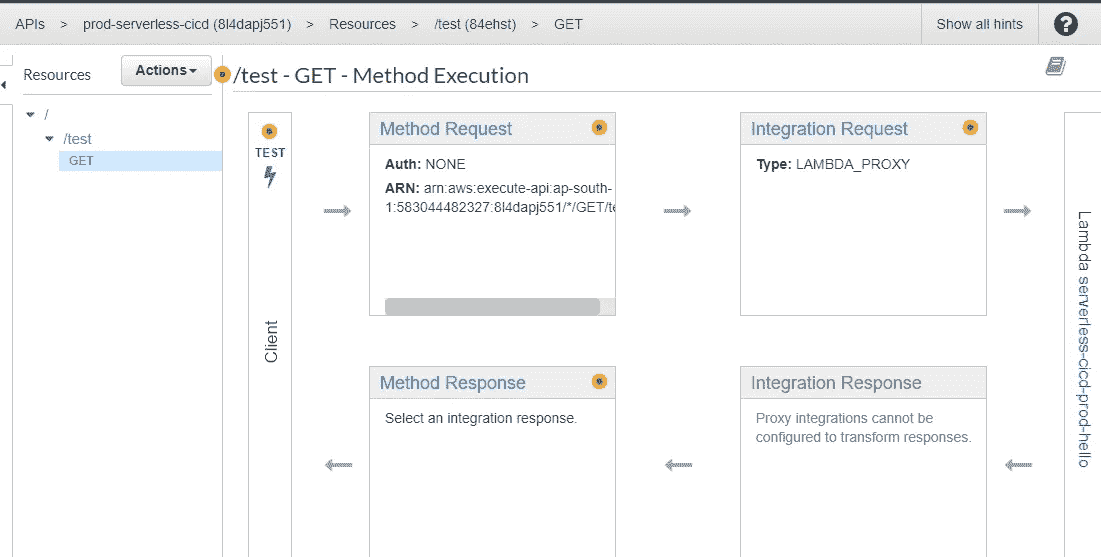 APIs > prod-serverless-cicd (8l4dapj551) > Resources > /test (84ehst) > GET
Show all hints
?
Resources
Actions
/test - GET - Method Execution
/
/test
GET
TEST
Client
Method Request
Auth: NONE
ARN: arn:aws:execute-api:ap-south-
1:583044482327:8l4dapj551/*/GET/te
Integration Request
Type: LAMBDA_PROXY
Lambda serverless-cicd-prod-hello
Method Response
Select an integration response.
Integration Response
Proxy integrations cannot be
configured to transform responses.